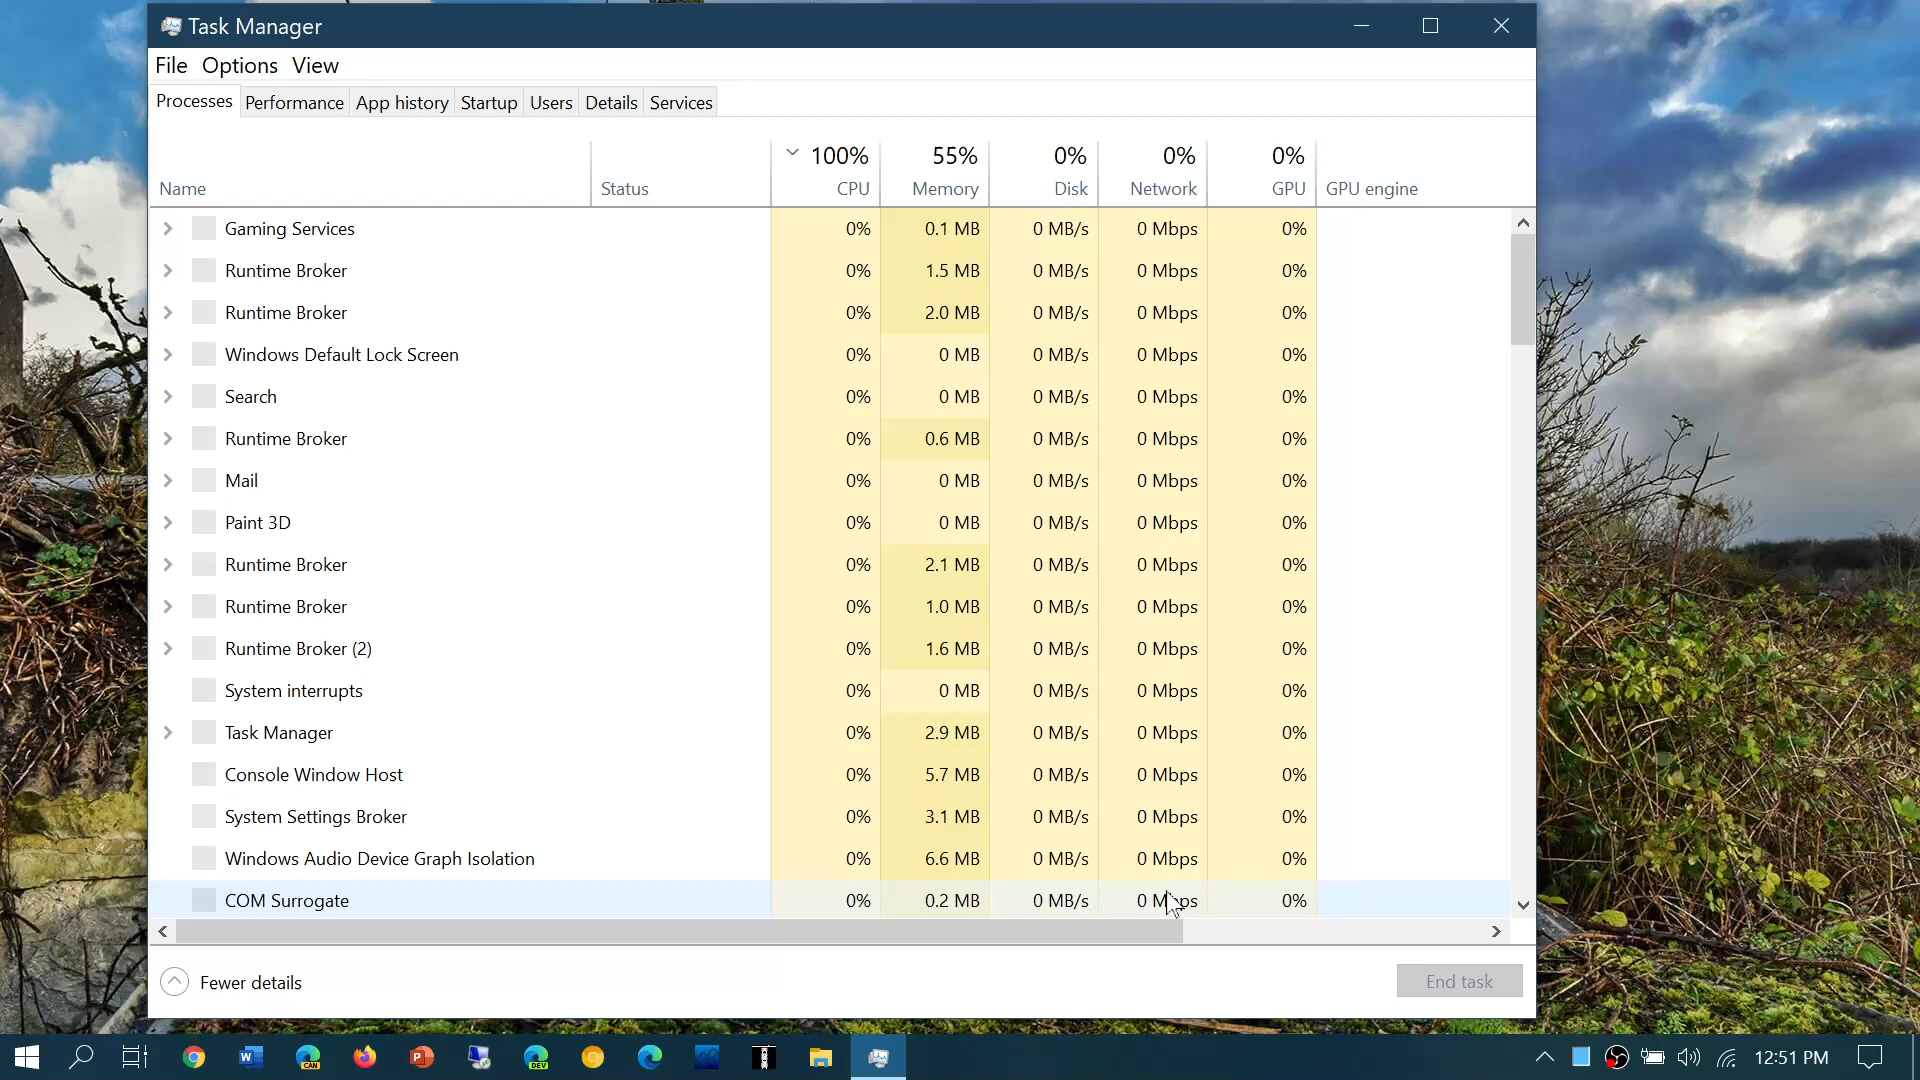 Task Manager
File Options View
Processes Performance App history Startup Users Details Services
100% 55% 0% 0% 0%
Name Status CPU Memory Disk Network GPU GPU engine
Gaming Services 0% 0.1 MB 0 MB/s 0 Mbps 0%
Runtime Broker 0% 1.5 MB 0 MB/s 0 Mbps 0%
Runtime Broker 0% 2.0 MB 0 MB/s 0 Mbps 0%
Windows Default Lock Screen 0% 0 MB 0 MB/s 0 Mbps 0%
Search 0% 0 MB 0 MB/s 0 Mbps 0%
Runtime Broker 0% 0.6 MB 0 MB/s 0 Mbps 0%
Mail 0% 0 MB 0 MB/s 0 Mbps 0%
Paint 3D 0% 0 MB 0 MB/s 0 Mbps 0%
Runtime Broker 0% 2.1 MB 0 MB/s 0 Mbps 0%
Runtime Broker 0% 1.0 MB 0 MB/s 0 Mbps 0%
Runtime Broker (2) 0% 1.6 MB 0 MB/s 0 Mbps 0%
System interrupts 0% 0 MB 0 MB/s 0 Mbps 0%
Task Manager 0% 2.9 MB 0 MB/s 0 Mbps 0%
Console Window Host 0% 5.7 MB 0 MB/s 0 Mbps 0%
System Settings Broker 0% 3.1 MB 0 MB/s 0 Mbps 0%
Windows Audio Device Graph Isolation 0% 6.6 MB 0 MB/s 0 Mbps 0%
COM Surrogate 0% 0.2 MB 0 MB/s 0 Mbps 0%
Fewer details End task
W CAN P DEV 12:51 PM